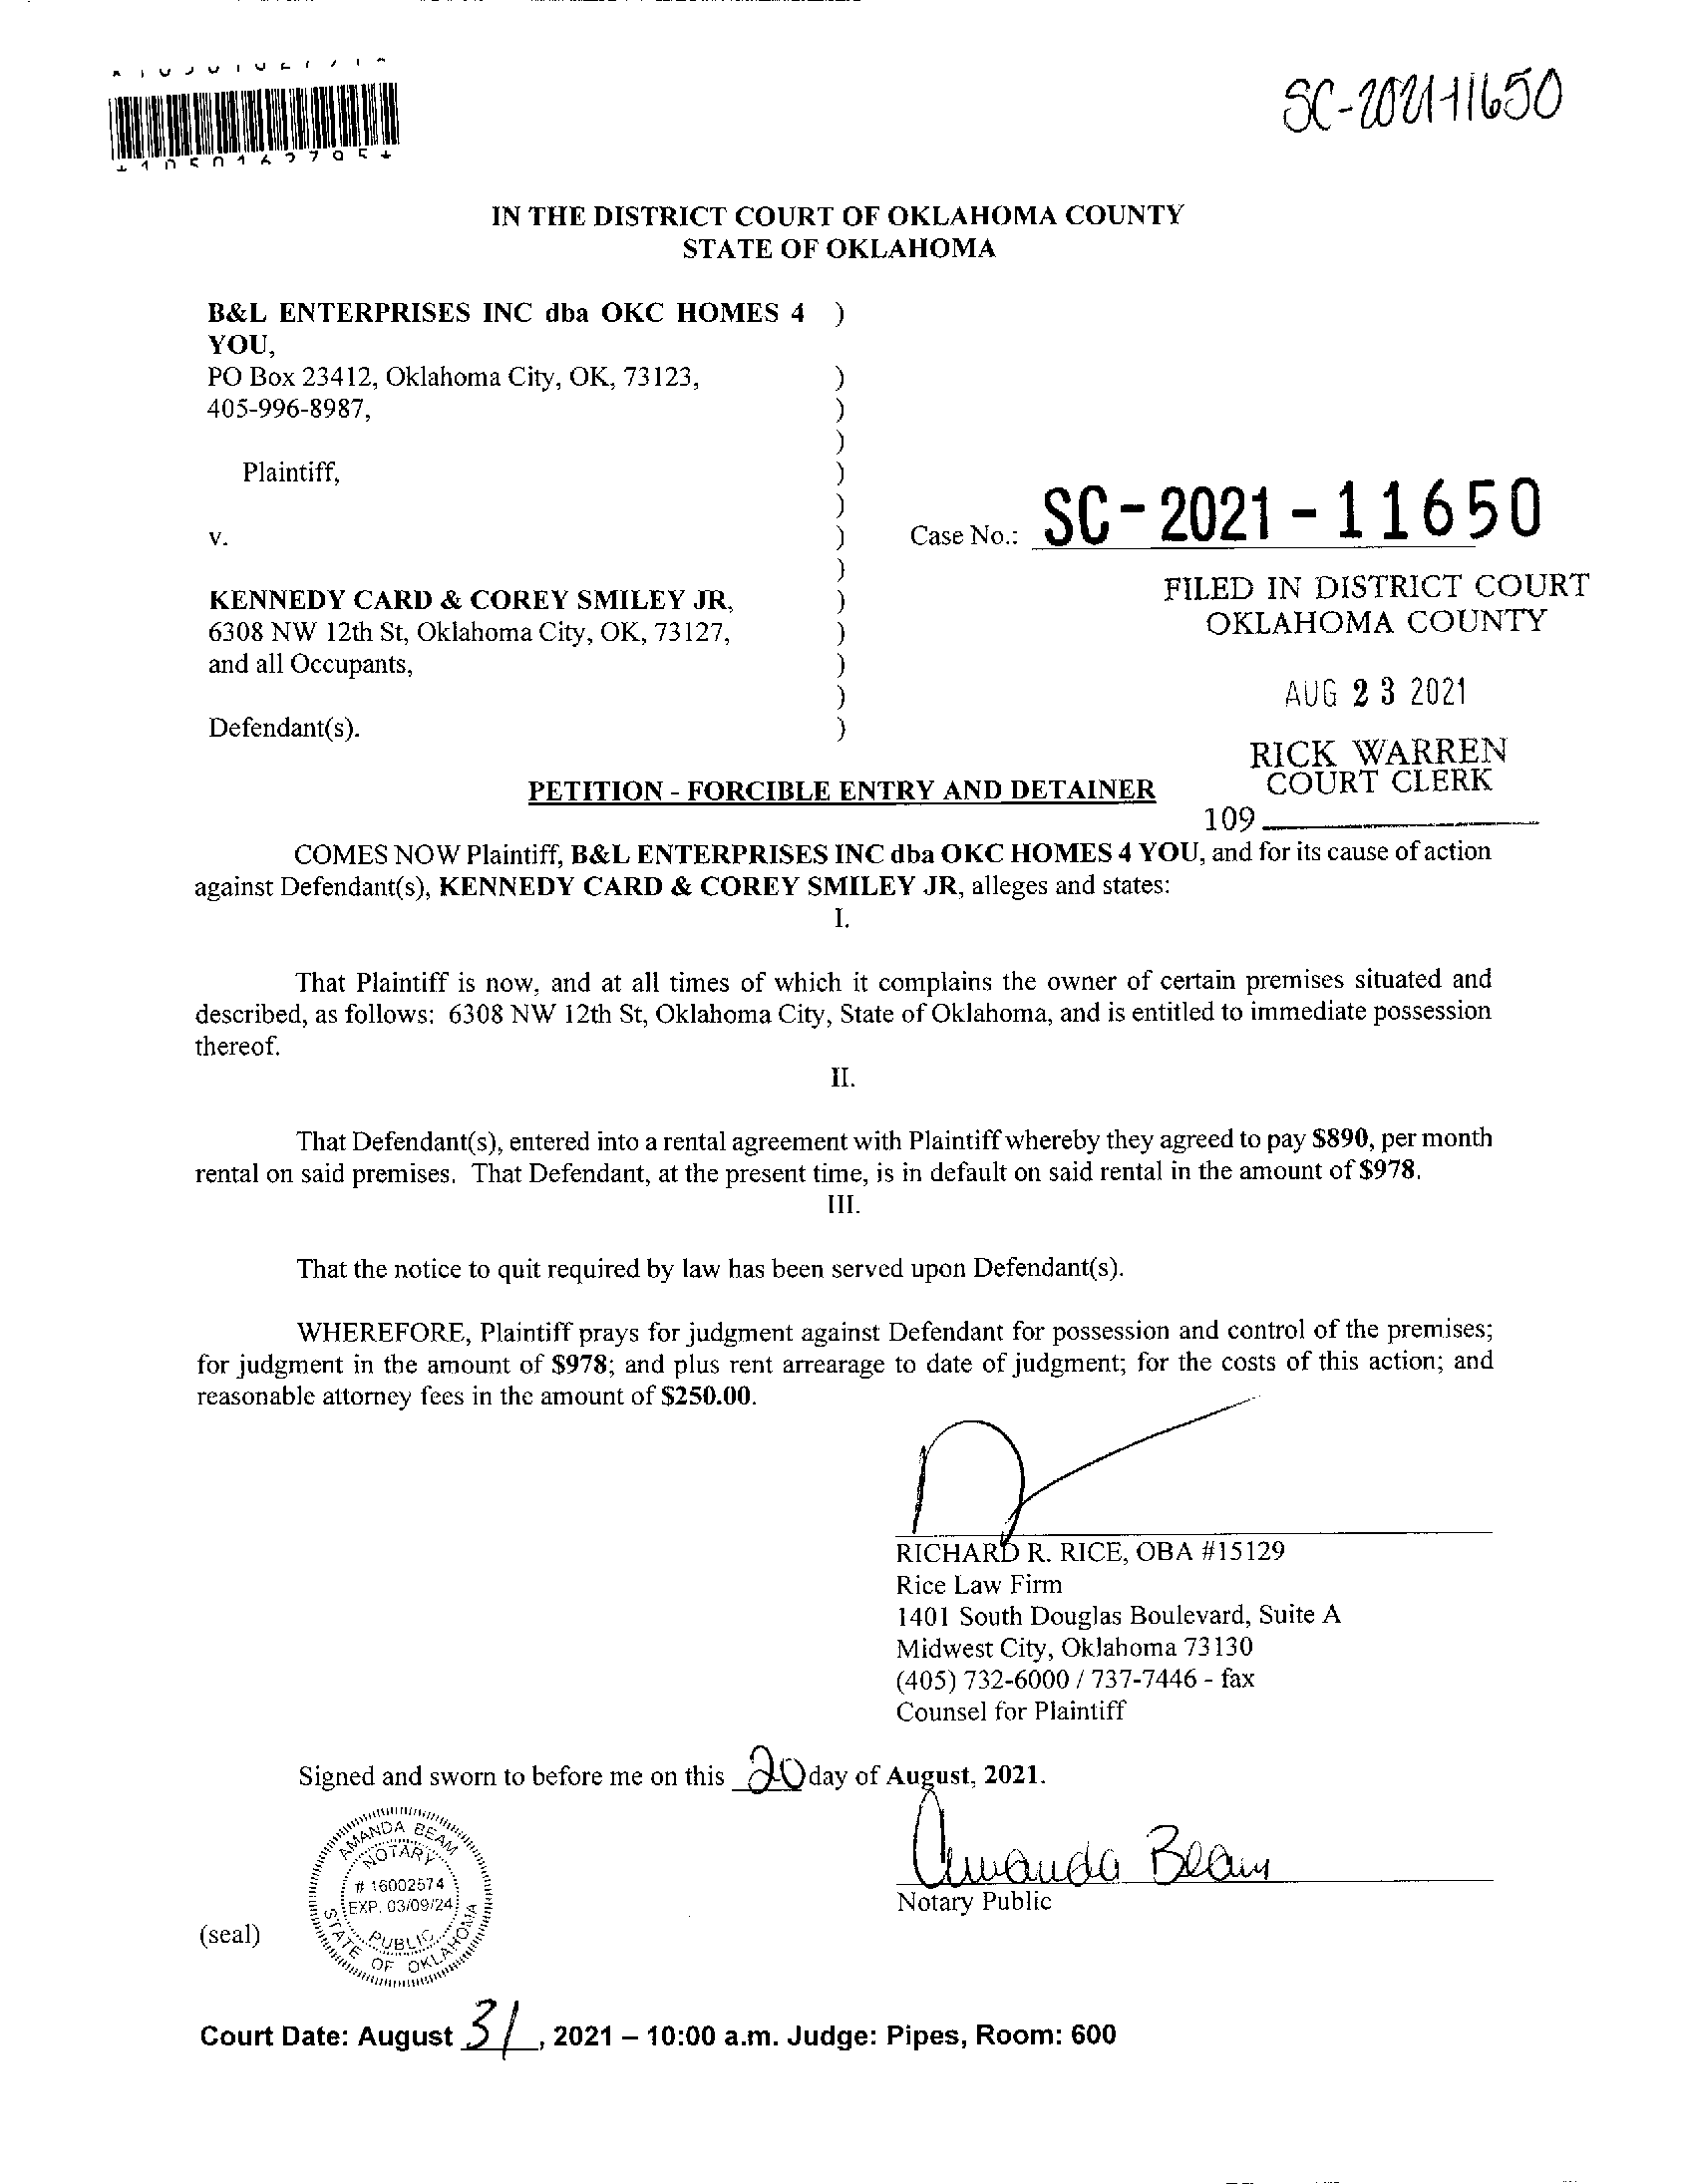 SC-2021-11650
IN THE DISTRICT COURT OF OKLAHOMA COUNTY
STATE OF OKLAHOMA
B&L ENTERPRISES INC dba OKC HOMES 4 )
YOU,
PO Box 23412, Oklahoma City, OK, 73123, )
405-996-8987, )
)
Plaintiff, )
)
v. ) Case No.: SC-2021-11650
)
KENNEDY CARD & COREY SMILEY JR, )
6308 NW 12th St, Oklahoma City, OK, 73127, )
and all Occupants, )
)
Defendant(s). )
FILED IN DISTRICT COURT
OKLAHOMA COUNTY
AUG 23 2021
RICK WARREN
COURT CLERK
109
PETITION - FORCIBLE ENTRY AND DETAINER
COMES NOW Plaintiff, B&L ENTERPRISES INC dba OKC HOMES 4 YOU, and for its cause of action
against Defendant(s), KENNEDY CARD & COREY SMILEY JR, alleges and states:
I.
That Plaintiff is now, and at all times of which it complains the owner of certain premises situated and
described, as follows: 6308 NW 12th St, Oklahoma City, State of Oklahoma, and is entitled to immediate possession
thereof.
II.
That Defendant(s), entered into a rental agreement with Plaintiff whereby they agreed to pay $890, per month
rental on said premises. That Defendant, at the present time, is in default on said rental in the amount of $978.
III.
That the notice to quit required by law has been served upon Defendant(s).
WHEREFORE, Plaintiff prays for judgment against Defendant for possession and control of the premises;
for judgment in the amount of $978; and plus rent arrearage to date of judgment; for the costs of this action; and
reasonable attorney fees in the amount of $250.00.
RICHARD R. RICE, OBA #15129
Rice Law Firm
1401 South Douglas Boulevard, Suite A
Midwest City, Oklahoma 73130
(405) 732-6000 / 737-7446 - fax
Counsel for Plaintiff
Signed and sworn to before me on this 20 day of August, 2021.
Amanda Beam
Notary Public
AMANDA BEAM
NOTARY
# 16002574
EXP. 03/09/24
PUBLIC
STATE OF OKLAHOMA
(seal)
Court Date: August 31, 2021 – 10:00 a.m. Judge: Pipes, Room: 600